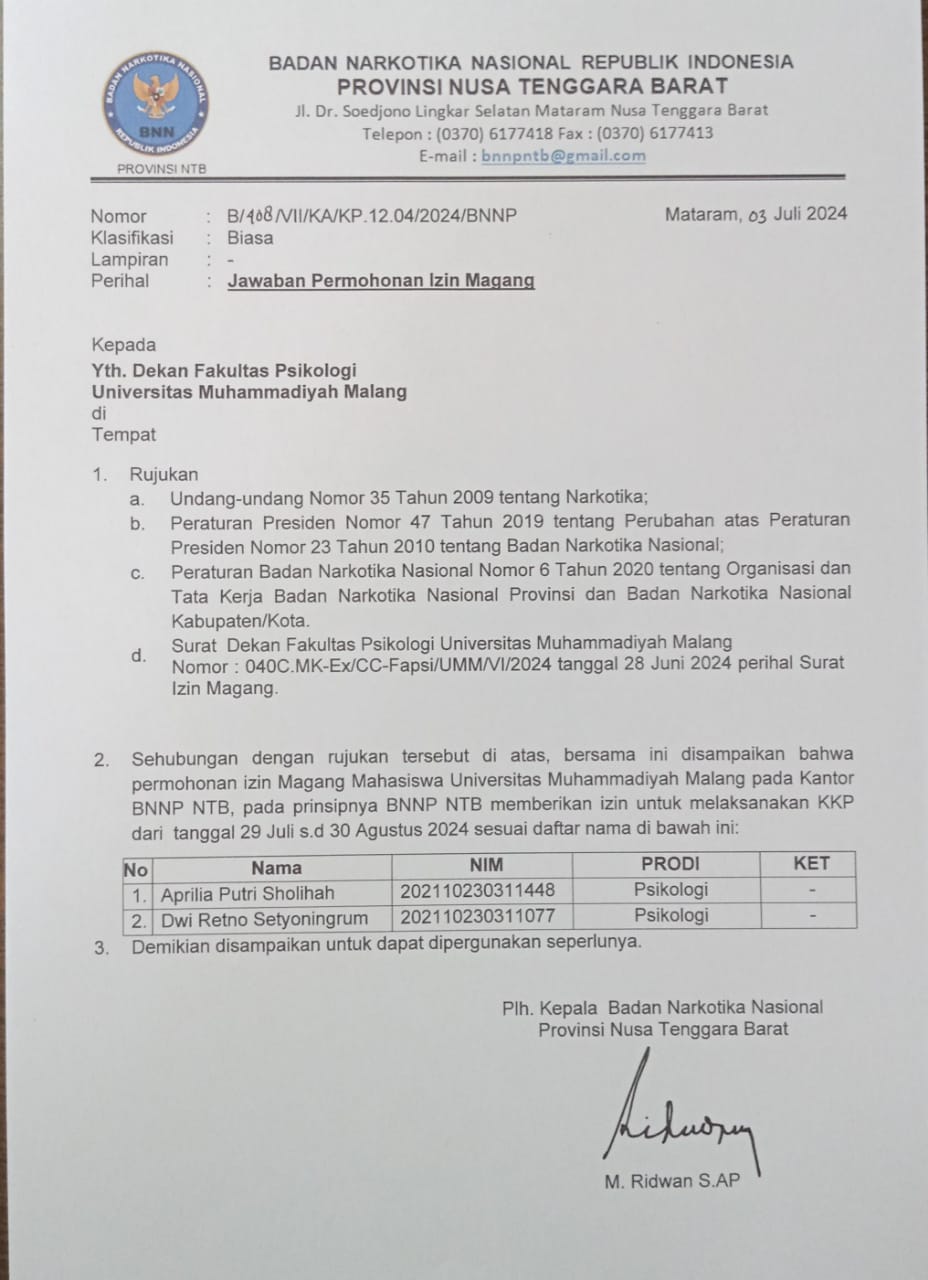 BADAN NARKOTIKA NASIONAL
BNN
REPUBLIK INDONESIA
PROVINSI NTB
BADAN NARKOTIKA NASIONAL REPUBLIK INDONESIA
PROVINSI NUSA TENGGARA BARAT
Jl. Dr. Soedjono Lingkar Selatan Mataram Nusa Tenggara Barat
Telepon : (0370) 6177418 Fax : (0370) 6177413
E-mail : bnnpntb@gmail.com
Nomor : B/908/VII/KA/KP.12.04/2024/BNNP Mataram, 03 Juli 2024
Klasifikasi : Biasa
Lampiran : -
Perihal : Jawaban Permohonan Izin Magang
Kepada
Yth. Dekan Fakultas Psikologi
Universitas Muhammadiyah Malang
di
Tempat
1. Rujukan
a. Undang-undang Nomor 35 Tahun 2009 tentang Narkotika;
b. Peraturan Presiden Nomor 47 Tahun 2019 tentang Perubahan atas Peraturan
Presiden Nomor 23 Tahun 2010 tentang Badan Narkotika Nasional;
c. Peraturan Badan Narkotika Nasional Nomor 6 Tahun 2020 tentang Organisasi dan
Tata Kerja Badan Narkotika Nasional Provinsi dan Badan Narkotika Nasional
Kabupaten/Kota.
d. Surat Dekan Fakultas Psikologi Universitas Muhammadiyah Malang
Nomor : 040C.MK-Ex/CC-Fapsi/UMM/VI/2024 tanggal 28 Juni 2024 perihal Surat
Izin Magang.
2. Sehubungan dengan rujukan tersebut di atas, bersama ini disampaikan bahwa
permohonan izin Magang Mahasiswa Universitas Muhammadiyah Malang pada Kantor
BNNP NTB, pada prinsipnya BNNP NTB memberikan izin untuk melaksanakan KKP
dari tanggal 29 Juli s.d 30 Agustus 2024 sesuai daftar nama di bawah ini:
No Nama NIM PRODI KET
1. Aprilia Putri Sholihah 202110230311448 Psikologi -
2. Dwi Retno Setyoningrum 202110230311077 Psikologi -
3. Demikian disampaikan untuk dapat dipergunakan seperlunya.
Plh. Kepala Badan Narkotika Nasional
Provinsi Nusa Tenggara Barat
M. Ridwan S.AP